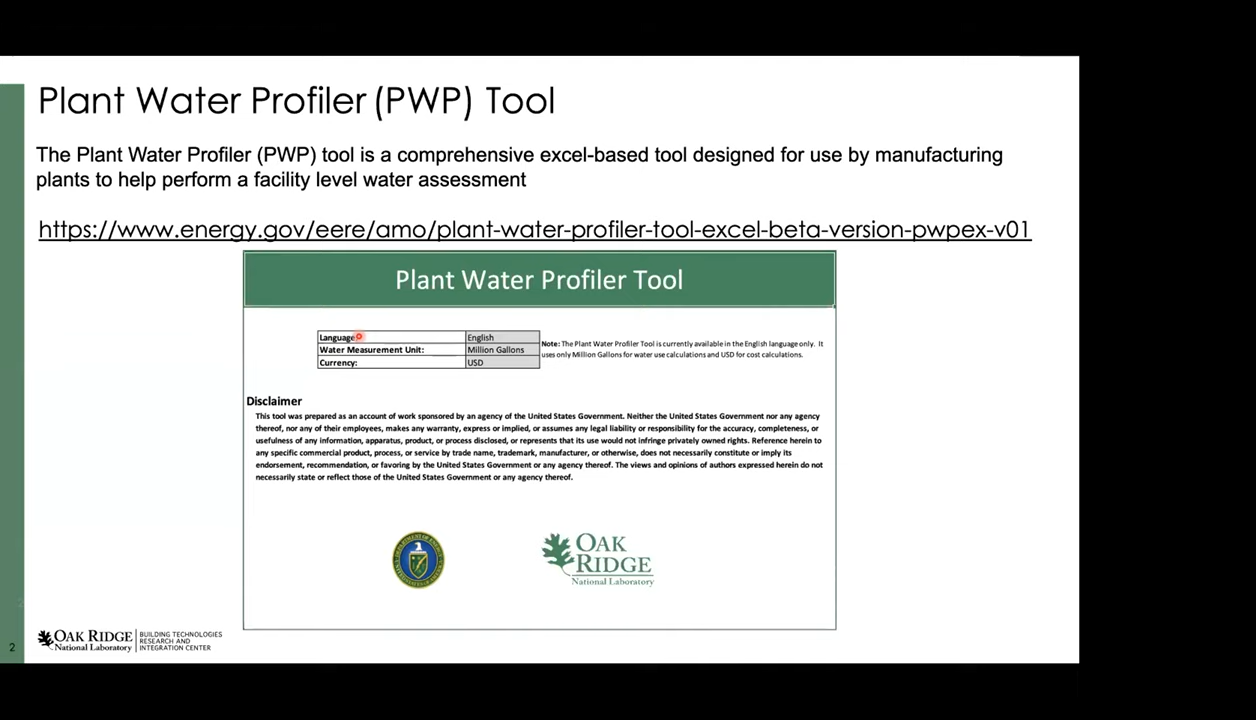 Plant Water Profiler (PWP) Tool
The Plant Water Profiler (PWP) tool is a comprehensive excel-based tool designed for use by manufacturing
plants to help perform a facility level water assessment
https://www.energy.gov/eere/amo/plant-water-profiler-tool-excel-beta-version-pwpex-v01
Plant Water Profiler Tool
Language English
Water Measurement Unit: Million Gallons
Currency: USD
Note: The Plant Water Profiler Tool is currently available in the English language only. It
uses only Million Gallons for water use calculations and USD for cost calculations.
Disclaimer
This tool was prepared as an account of work sponsored by an agency of the United States Government. Neither the United States Government nor any agency
thereof, nor any of their employees, makes any warranty, express or implied, or assumes any legal liability or responsibility for the accuracy, completeness, or
usefulness of any information, apparatus, product, or process disclosed, or represents that its use would not infringe privately owned rights. Reference herein to
any specific commercial product, process, or service by trade name, trademark, manufacturer, or otherwise, does not necessarily constitute or imply its
endorsement, recommendation, or favoring by the United States Government or any agency thereof. The views and opinions of authors expressed herein do not
necessarily state or reflect those of the United States Government or any agency thereof.
OAK
RIDGE
National Laboratory
2
OAK RIDGE
National Laboratory
BUILDING TECHNOLOGIES
RESEARCH AND
INTEGRATION CENTER